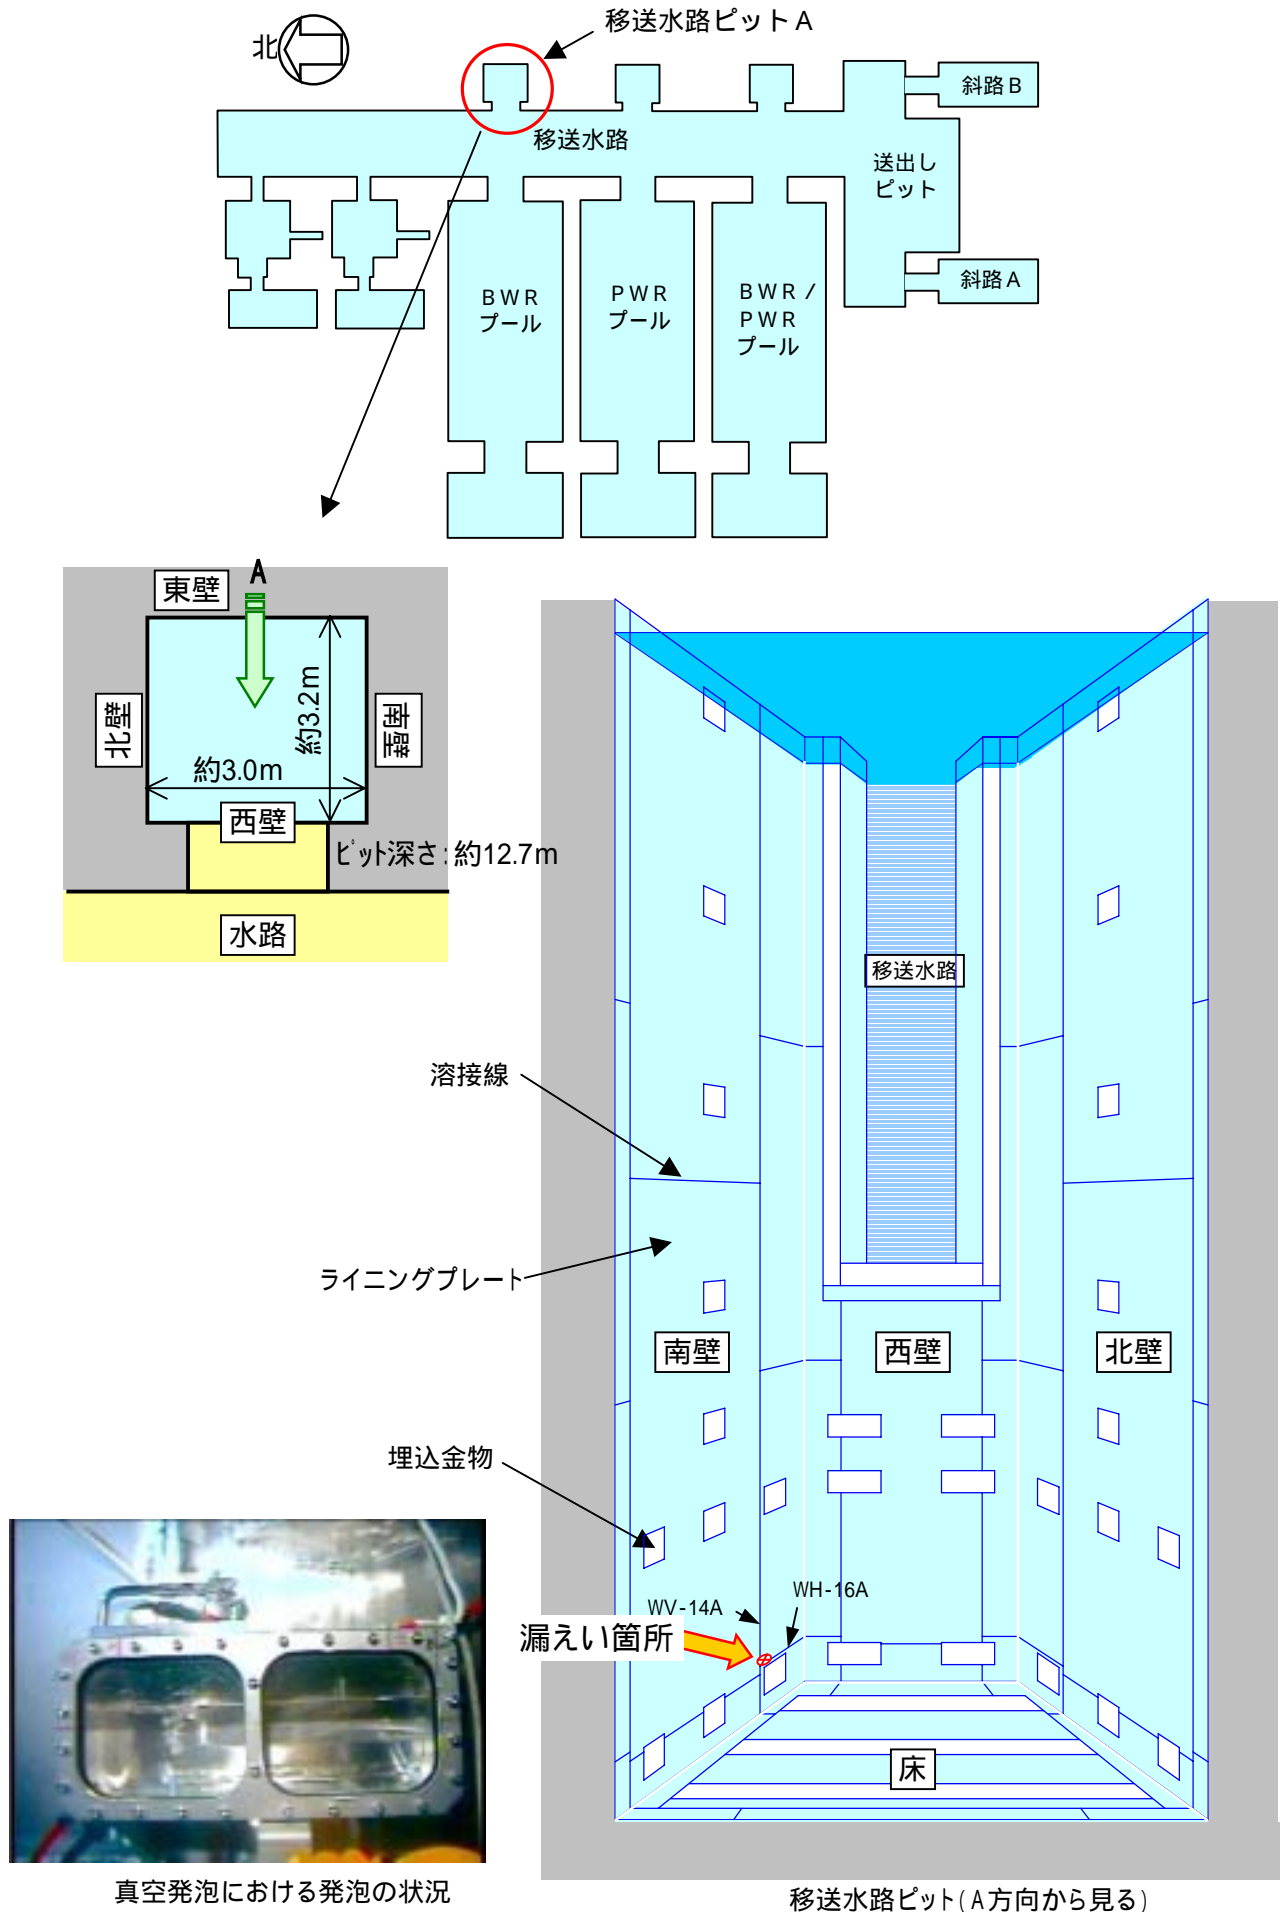 移送水路ピットA
北
移送水路
斜路B
送出し
ピット
斜路A
BWR
プール
PWR
プール
BWR/
PWR
プール
A
東壁
北壁
南壁
約3.2m
約3.0m
西壁
ピット深さ:約12.7m
水路
移送水路
溶接線
ライニングプレート
南壁
西壁
北壁
埋込金物
WV-14A
WH-16A
漏えい箇所
床
真空発泡における発泡の状況
移送水路ピット(A方向から見る)